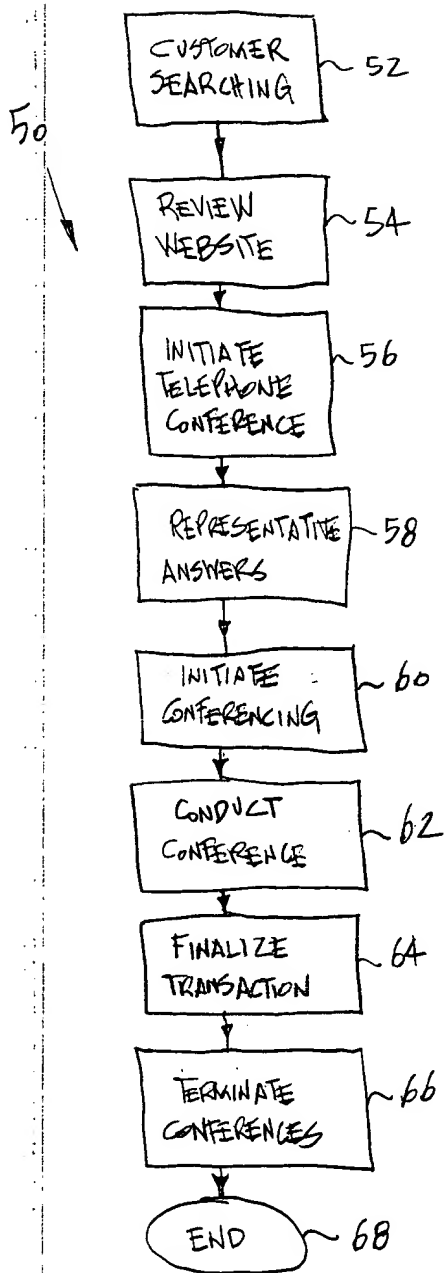 CUSTOMER
SEARCHING
52
50
REVIEW
WEBSITE
54
INITIATE
TELEPHONE
CONFERENCE
56
REPRESENTATIVE
ANSWERS
58
INITIATE
CONFERENCING
60
CONDUCT
CONFERENCE
62
FINALIZE
TRANSACTION
64
TERMINATE
CONFERENCES
66
END
68